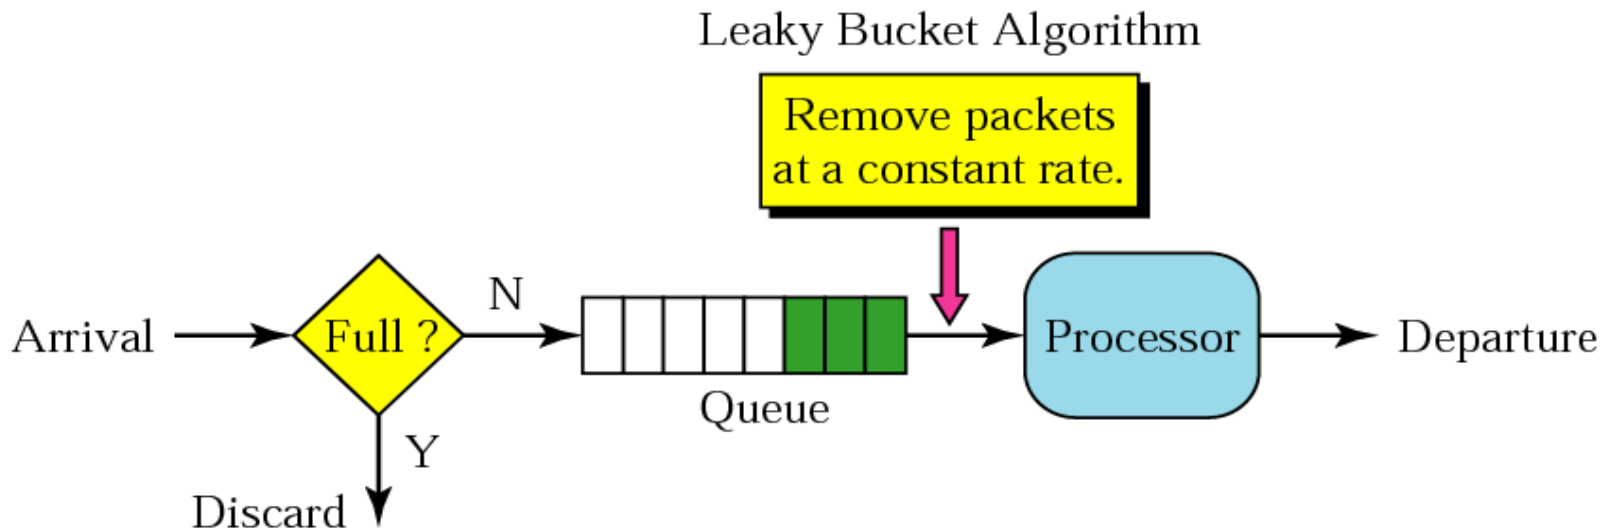 Leaky Bucket Algorithm
Remove packets
at a constant rate.
Arrival
Full ?
N
Y
Discard
Queue
Processor
Departure